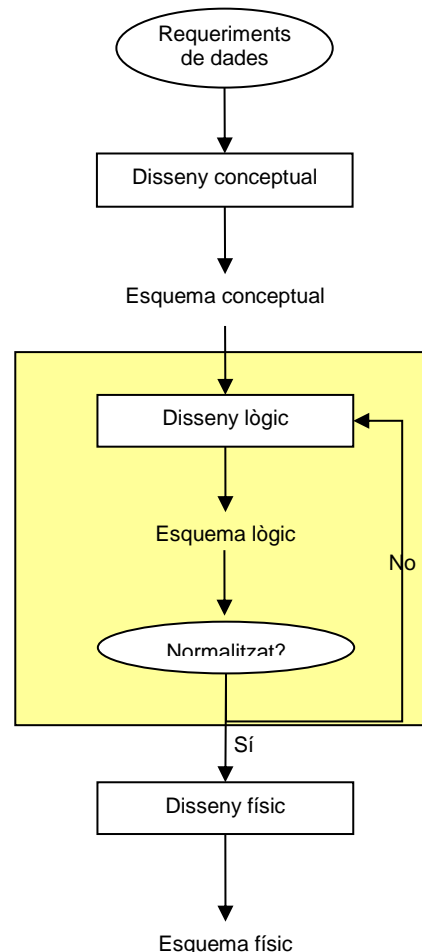 Requeriments
de dades
Disseny conceptual
Esquema conceptual
Disseny lògic
Esquema lògic
No
Normalitzat?
Sí
Disseny físic
Esquema físic